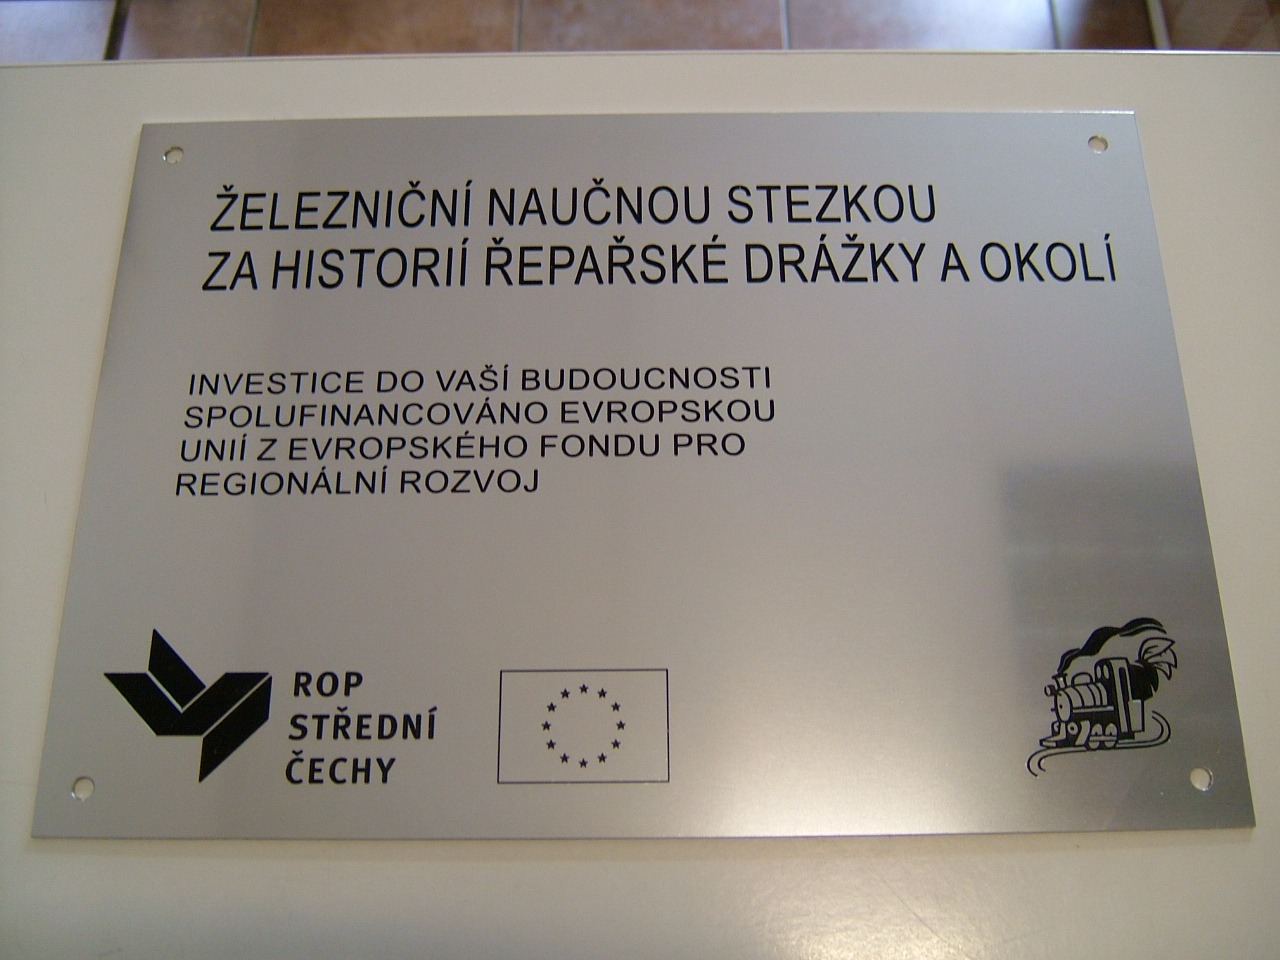 ŽELEZNIČNÍ NAUČNOU STEZKOU
ZA HISTORIÍ ŘEPAŘSKÉ DRÁŽKY A OKOLÍ
INVESTICE DO VAŠÍ BUDOUCNOSTI
SPOLUFINANCOVÁNO EVROPSKOU
UNIÍ Z EVROPSKÉHO FONDU PRO
REGIONÁLNÍ ROZVOJ
ROP
STŘEDNÍ
ČECHY